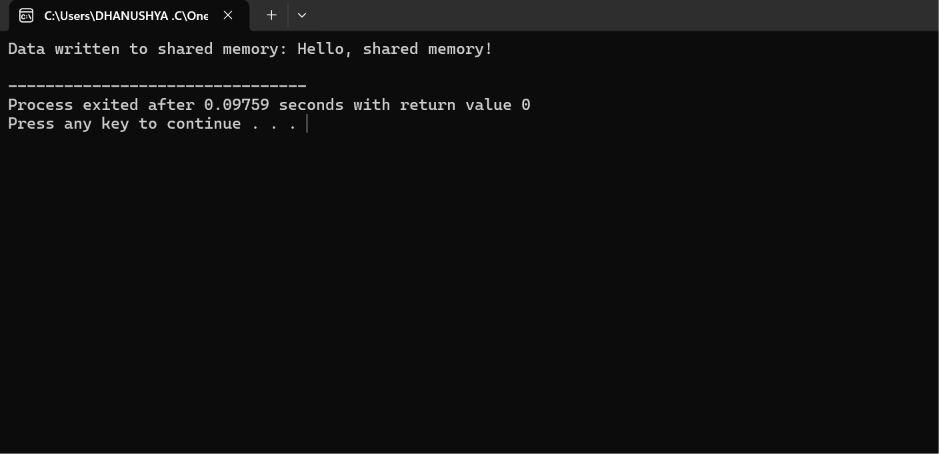 C:\Users\DHANUSHYA .C\One
Data written to shared memory: Hello, shared memory!
--------------------------------
Process exited after 0.09759 seconds with return value 0
Press any key to continue . . .